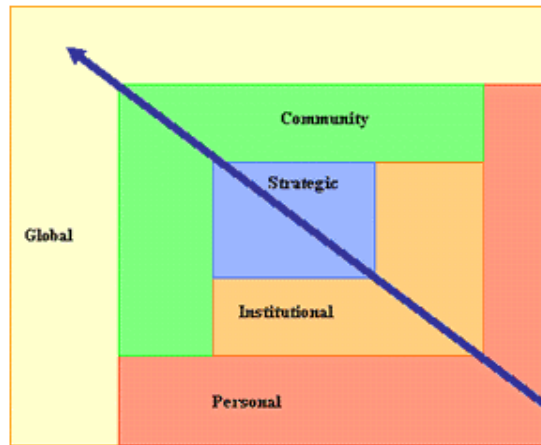 Community
Strategic
Global
Institutional
Personal